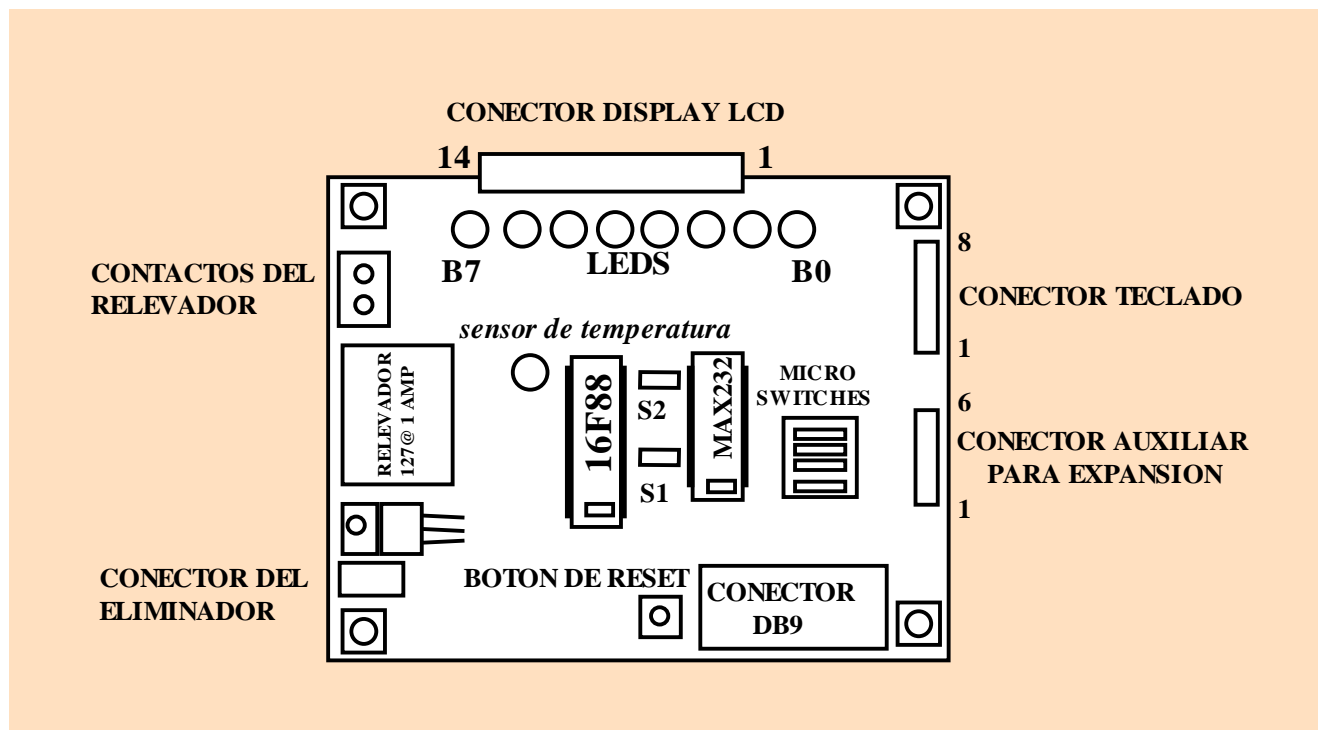 CONECTOR DISPLAY LCD
14
1
B7
LEDS
B0
8
CONTACTOS DEL
RELEVADOR
CONECTOR TECLADO
1
sensor de temperatura
RELEVADOR
127@ 1 AMP
16F88
S2
S1
MAX232
MICRO
SWITCHES
6
CONECTOR AUXILIAR
PARA EXPANSION
1
CONECTOR DEL
ELIMINADOR
BOTON DE RESET
CONECTOR
DB9